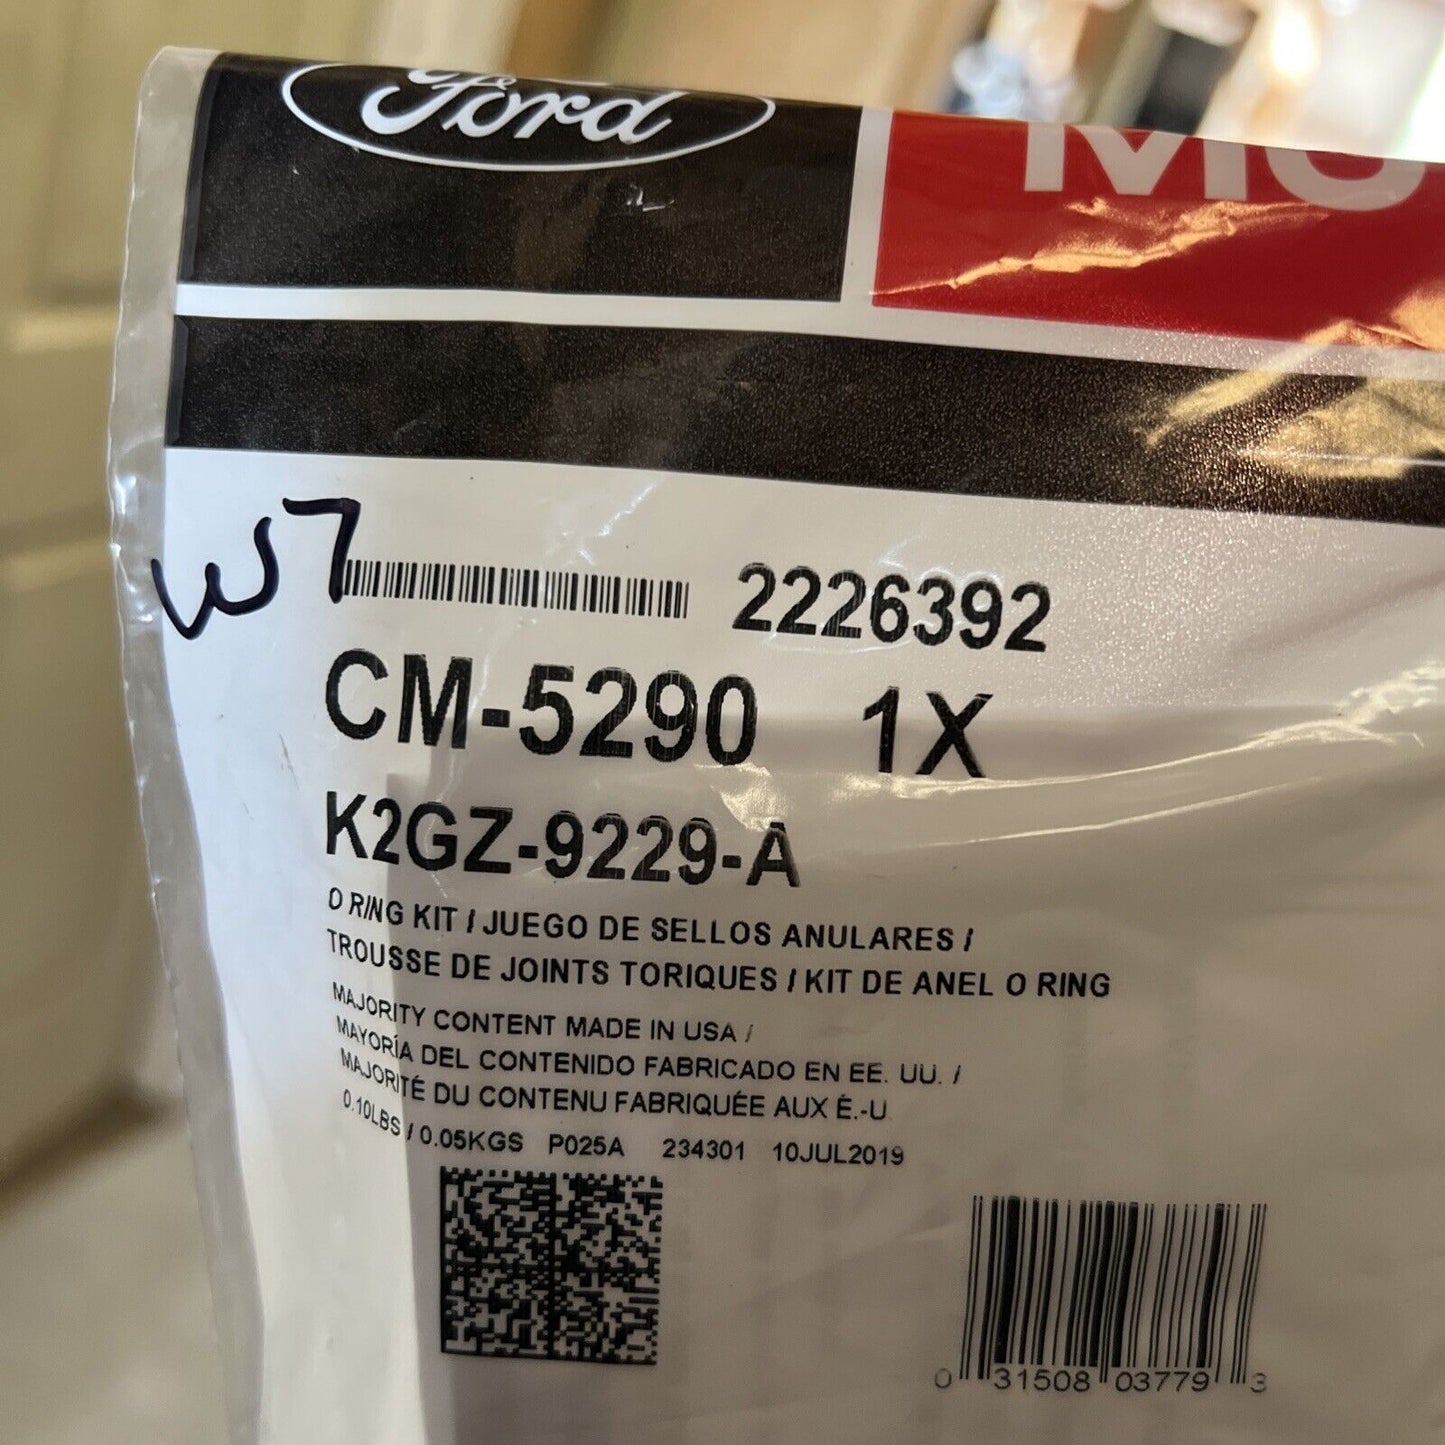 Ford
MO
W7
2226392
CM-5290 1X
K2GZ-9229-A
O RING KIT / JUEGO DE SELLOS ANULARES /
TROUSSE DE JOINTS TORIQUES / KIT DE ANEL O RING
MAJORITY CONTENT MADE IN USA /
MAYORÍA DEL CONTENIDO FABRICADO EN EE. UU. /
MAJORITÉ DU CONTENU FABRIQUÉE AUX É.-U.
0.10LBS / 0.05KGS P025A 234301 10JUL2019
0 31508 03779 3